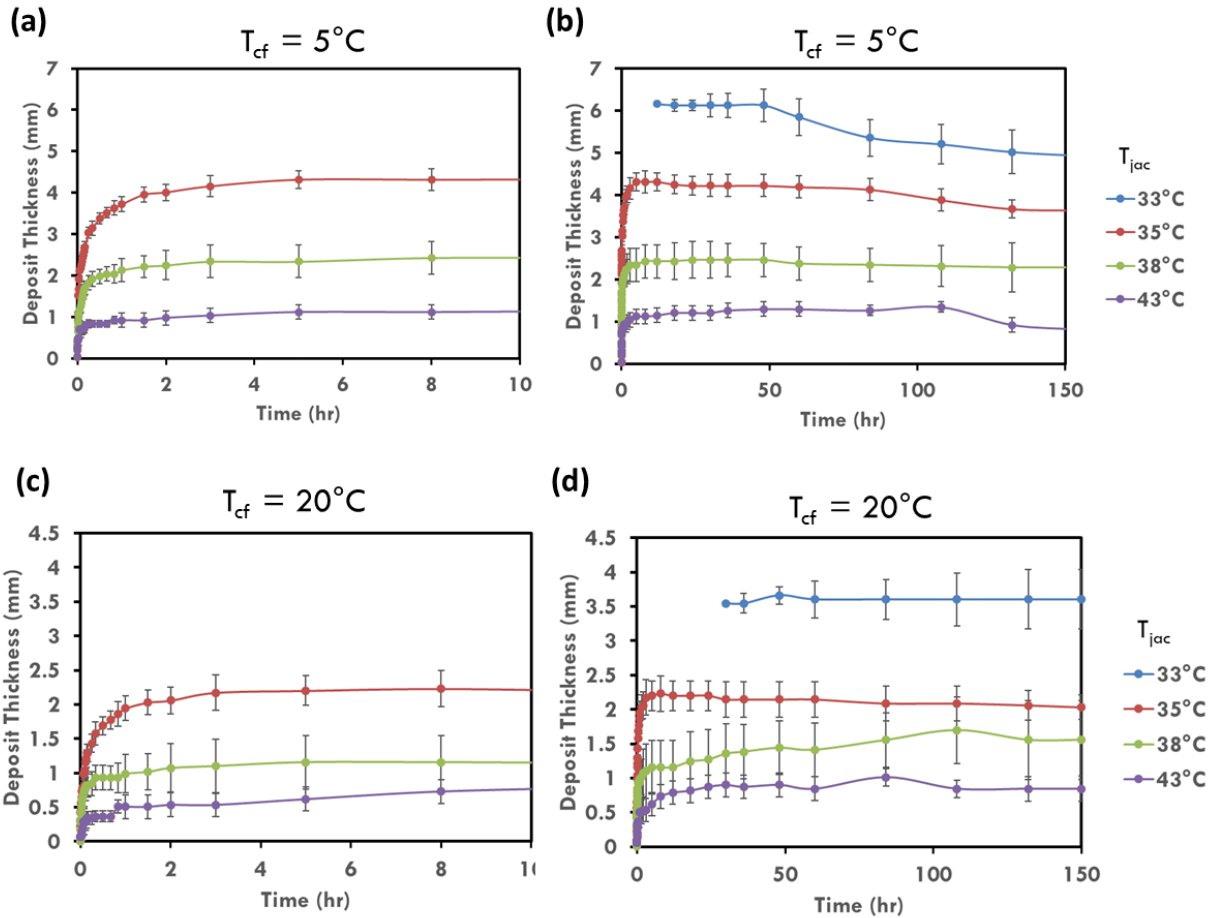 (a)
T_cf = 5°C
Deposit Thickness (mm)
7
6
5
4
3
2
1
0
0 2 4 6 8 10
Time (hr)
(b)
T_cf = 5°C
Deposit Thickness (mm)
7
6
5
4
3
2
1
0
0 50 100 150
Time (hr)
T_jac
33°C
35°C
38°C
43°C
(c)
T_cf = 20°C
Deposit Thickness (mm)
4.5
4
3.5
3
2.5
2
1.5
1
0.5
0
0 2 4 6 8 10
Time (hr)
(d)
T_cf = 20°C
Deposit Thickness (mm)
4.5
4
3.5
3
2.5
2
1.5
1
0.5
0
0 50 100 150
Time (hr)
T_jac
33°C
35°C
38°C
43°C